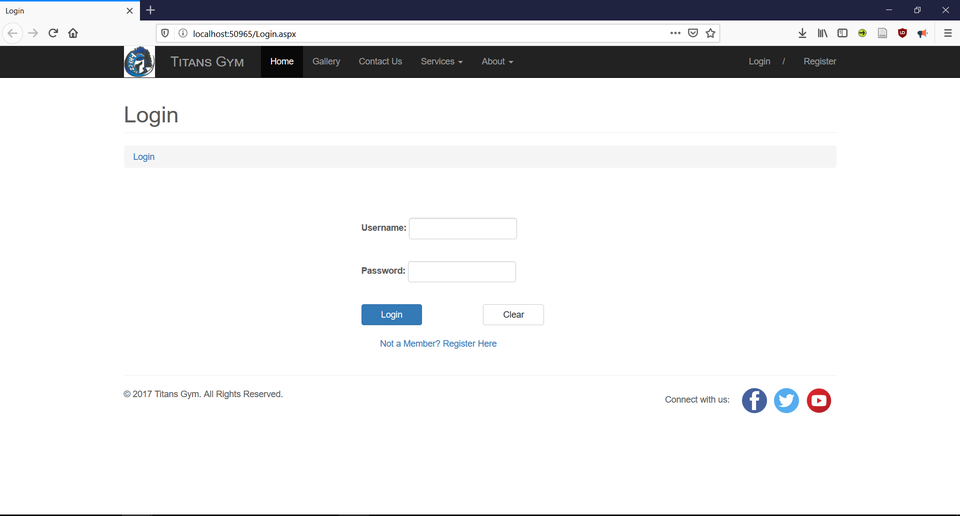 Login
localhost:50965/Login.aspx
Titans Gym Home Gallery Contact Us Services About Login / Register
Login
Login
Username:
Password:
Login Clear
Not a Member? Register Here
© 2017 Titans Gym. All Rights Reserved. Connect with us: